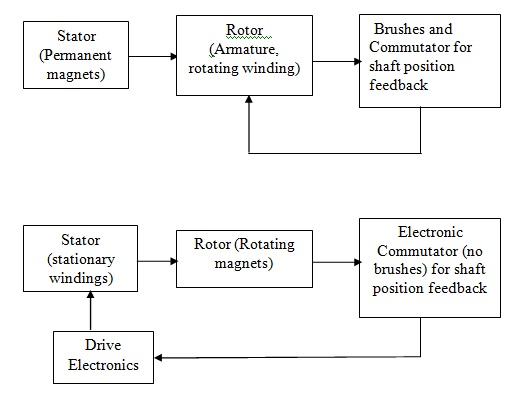 Stator
(Permanent
magnets)
Rotor
(Armature,
rotating winding)
Brushes and
Commutator for
shaft position
feedback
Stator
(stationary
windings)
Rotor (Rotating
magnets)
Electronic
Commutator (no
brushes) for shaft
position feedback
Drive
Electronics